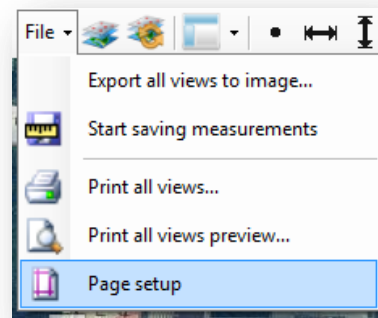 File
Export all views to image...
Start saving measurements
Print all views...
Print all views preview...
Page setup